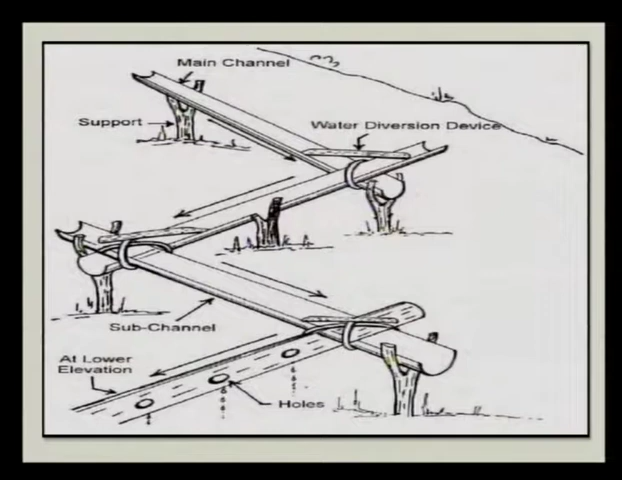 Main Channel
Support
Water Diversion Device
Sub-Channel
At Lower
Elevation
Holes